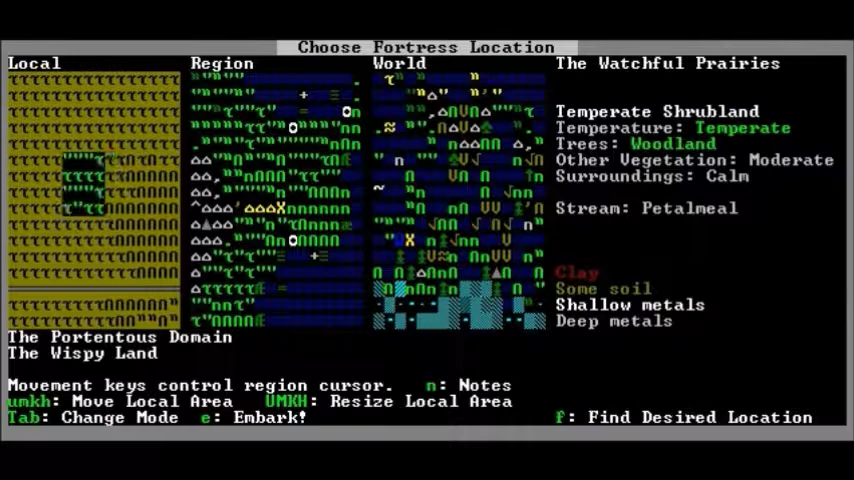 Choose Fortress Location
Local
Region
World
The Watchful Prairies
Temperate Shrubland
Temperature: Temperate
Trees: Woodland
Other Vegetation: Moderate
Surroundings: Calm
Stream: Petalmeal
Clay
Some soil
Shallow metals
Deep metals
The Portentous Domain
The Wispy Land
Movement keys control region cursor. n: Notes
umkh: Move Local Area UMKH: Resize Local Area
Tab: Change Mode e: Embark!
f: Find Desired Location